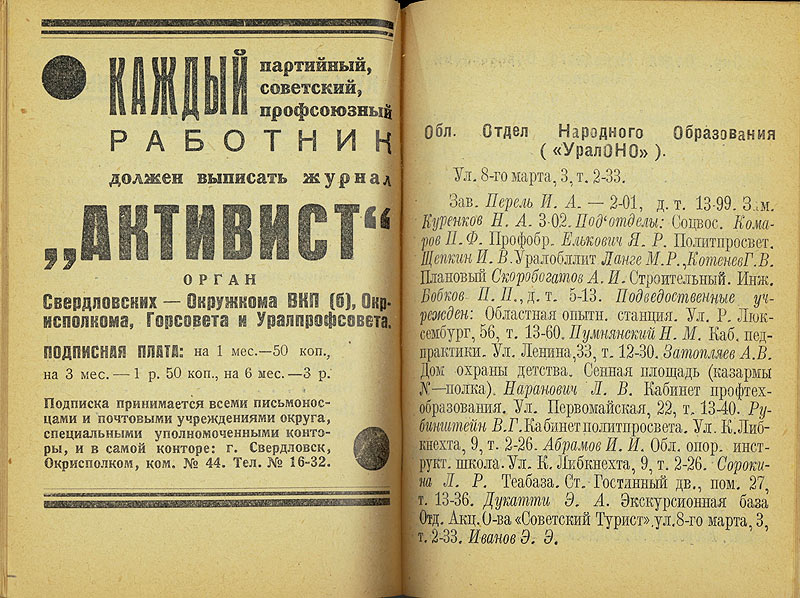 КАЖДЫЙ партийный,
советский,
профсоюзный
РАБОТНИК
должен выписать журнал
„АКТИВИСТ“
ОРГАН
Свердловских — Окружкома ВКП (б), Окр-
исполкома, Горсовета и Уралпрофсовета.
ПОДПИСНАЯ ПЛАТА: на 1 мес.—50 коп.,
на 3 мес.— 1 р. 50 коп., на 6 мес.—3 р.
Подписка принимается всеми письмонос-
цами и почтовыми учреждениями округа,
специальными уполномоченными конто-
ры, и в самой конторе: г. Свердловск,
Окрисполком, ком. № 44. Тел. № 16-32.
Обл. Отдел Народного Образования
(«УралОНО»).
Ул. 8-го марта, 3, т. 2-33.
Зав. Перель И. А. — 2-01, д. т. 13-99. Зам.
Куренков Н. А. 3-02. Под'отделы: Соцвос. Кома-
ров П. Ф. Профобр. Елькович Я. Р. Политпросвет.
Щепкин И. В. Уралобллит Ланге М.Р.,КотеневГ.В.
Плановый Скоробогатов А. И. Строительный. Инж.
Бобков П. П., д. т. 5-13. Подведоственные уч-
режден: Областная опытн. станция. Ул. Р. Люк-
сембург, 56, т. 13-60. Пумнянский Н. М. Каб. пед-
практики. Ул. Ленина,33, т. 12-30. Затопляев А.В.
Дом охраны детства. Сенная площадь (казармы
N—полка). Наранович Л. В. Кабинет профтех-
образования. Ул. Первомайская, 22, т. 13-40. Ру-
бинштейн В.Г. Кабинет политпросвета. Ул. К.Либ-
кнехта, 9, т. 2-26. Абрамов И. И. Обл. опор. инст-
рукт. школа. Ул. К. Либкнехта, 9, т. 2-26. Сороки-
на Л. Р. Теабаза. Ст. Гостинный дв., пом. 27,
т. 13-36. Дукатти Э. А. Экскурсионная база
Отд. Акц. О-ва «Советский Турист».ул.8-го марта, 3,
т. 2-33. Иванов Э. Э.